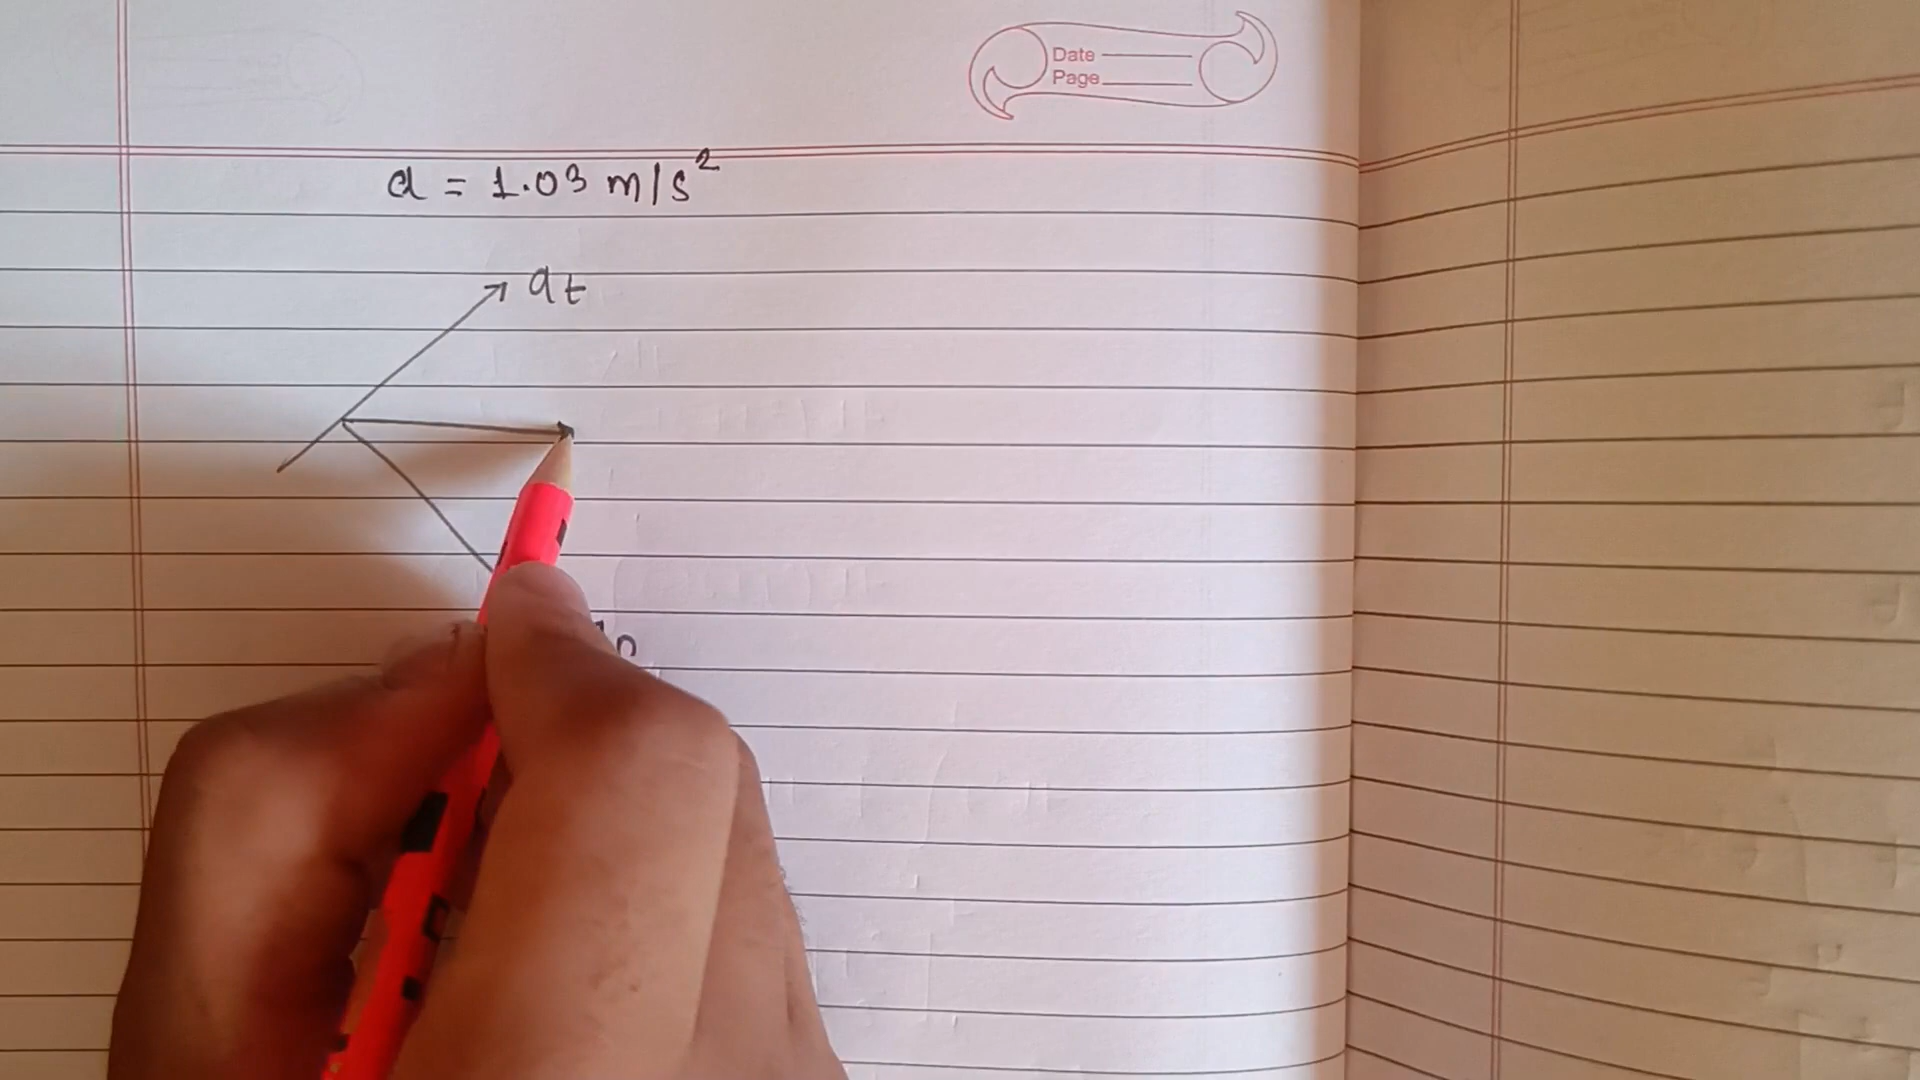 Date
Page
a = 1.03 m/s²
at